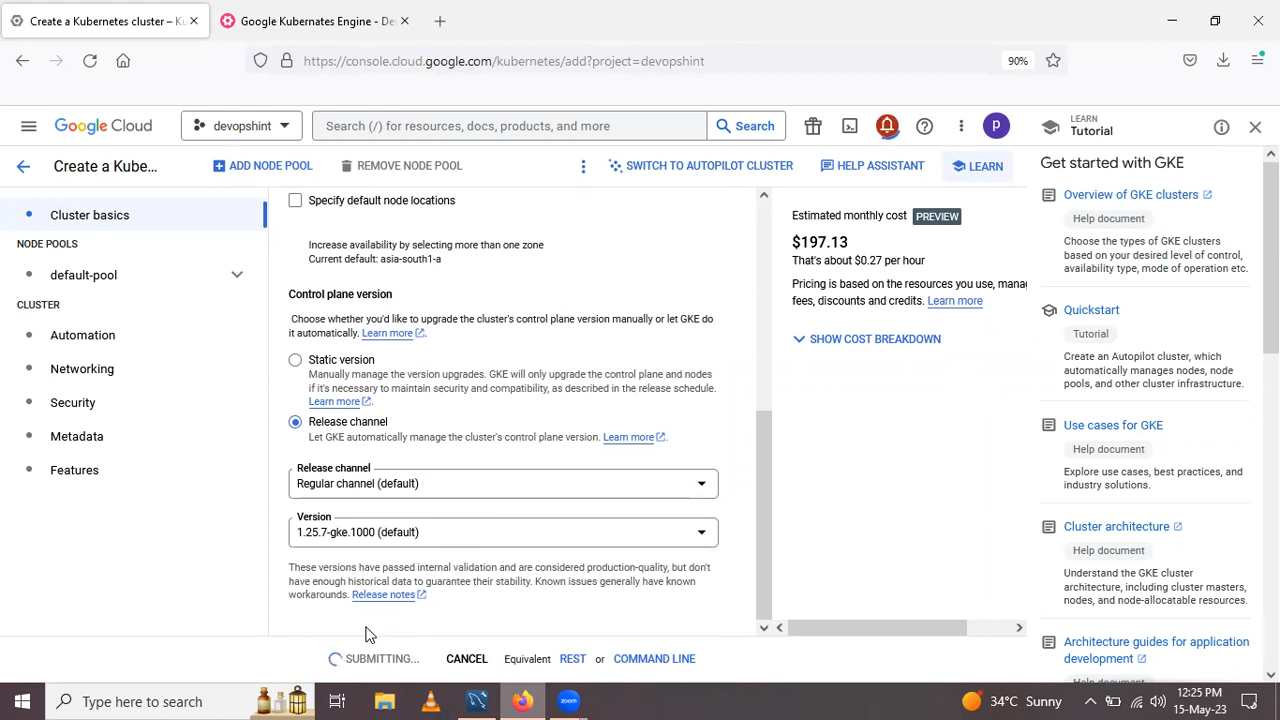 Create a Kubernetes cluster – Ku
Google Kubernates Engine - De
https://console.cloud.google.com/kubernetes/add?project=devopshint
90%
Google Cloud
devopshint
Search (/) for resources, docs, products, and more
Search
p
LEARN
Tutorial
Create a Kube...
ADD NODE POOL
REMOVE NODE POOL
SWITCH TO AUTOPILOT CLUSTER
HELP ASSISTANT
LEARN
Cluster basics
NODE POOLS
default-pool
CLUSTER
Automation
Networking
Security
Metadata
Features
Specify default node locations
Increase availability by selecting more than one zone
Current default: asia-south1-a
Control plane version
Choose whether you'd like to upgrade the cluster's control plane version manually or let GKE do
it automatically. Learn more.
Static version
Manually manage the version upgrades. GKE will only upgrade the control plane and nodes
if it's necessary to maintain security and compatibility, as described in the release schedule.
Learn more.
Release channel
Let GKE automatically manage the cluster's control plane version. Learn more.
Release channel
Regular channel (default)
Version
1.25.7-gke.1000 (default)
These versions have passed internal validation and are considered production-quality, but don't
have enough historical data to guarantee their stability. Known issues generally have known
workarounds. Release notes
SUBMITTING...
CANCEL
Equivalent REST or COMMAND LINE
Estimated monthly cost PREVIEW
$197.13
That's about $0.27 per hour
Pricing is based on the resources you use, mana
fees, discounts and credits. Learn more
SHOW COST BREAKDOWN
Get started with GKE
Overview of GKE clusters
Help document
Choose the types of GKE clusters
based on your desired level of control,
availability type, mode of operation etc.
Quickstart
Tutorial
Create an Autopilot cluster, which
automatically manages nodes, node
pools, and other cluster infrastructure.
Use cases for GKE
Help document
Explore use cases, best practices, and
industry solutions.
Cluster architecture
Help document
Understand the GKE cluster
architecture, including cluster masters,
nodes, and node-allocatable resources.
Architecture guides for application
development
Help document
Type here to search
zoom
34°C Sunny
12:25 PM
15-May-23